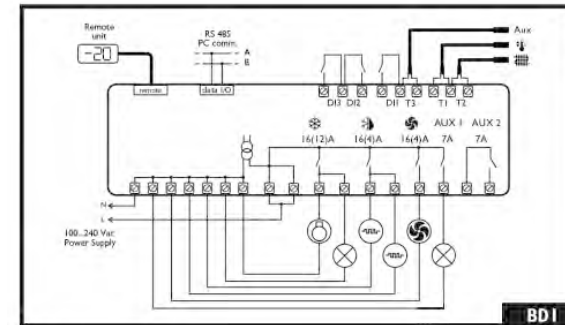 Remote
unit
-20
RS 485
PC comm.
A
B
Aux
remote
data I/O
DI3 DI2 DI1 T3 T1 T2
AUX 1 AUX 2
16(12)A 16(4)A 16(4)A 7A 7A
N
L
100..240 Vac
Power Supply
BD1